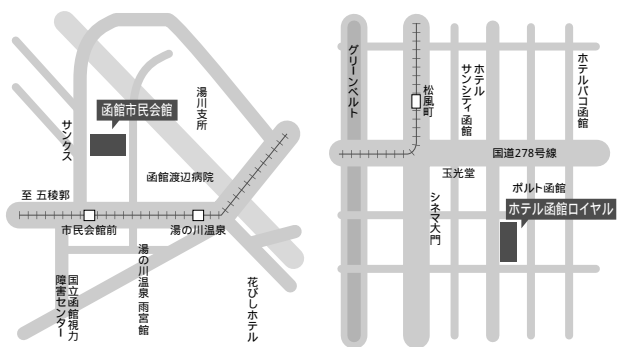 函館市民会館
湯川支所
サンクス
函館渡辺病院
至 五稜郭
市民会館前
湯の川温泉
湯の川温泉 雨宮館
国立函館視力
障害センター
花びしホテル
グリーンベルト
松風町
ホテル
サンシティ函館
ホテルパコ函館
国道278号線
玉光堂
ボルト函館
シネマ大門
ホテル函館ロイヤル